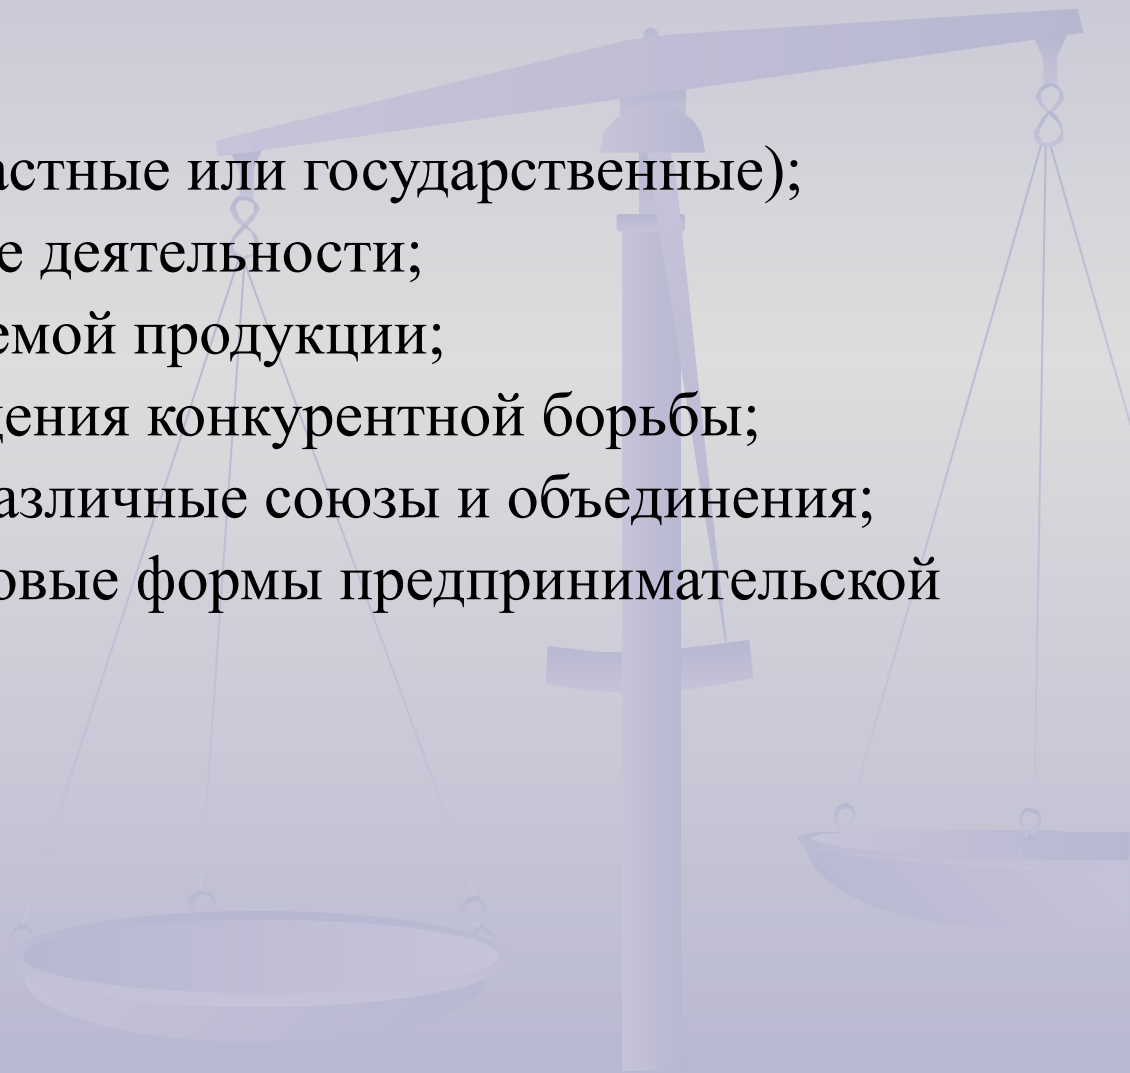 астные или государственные);
е деятельности;
емой продукции;
дения конкурентной борьбы;
азличные союзы и объединения;
овые формы предпринимательской